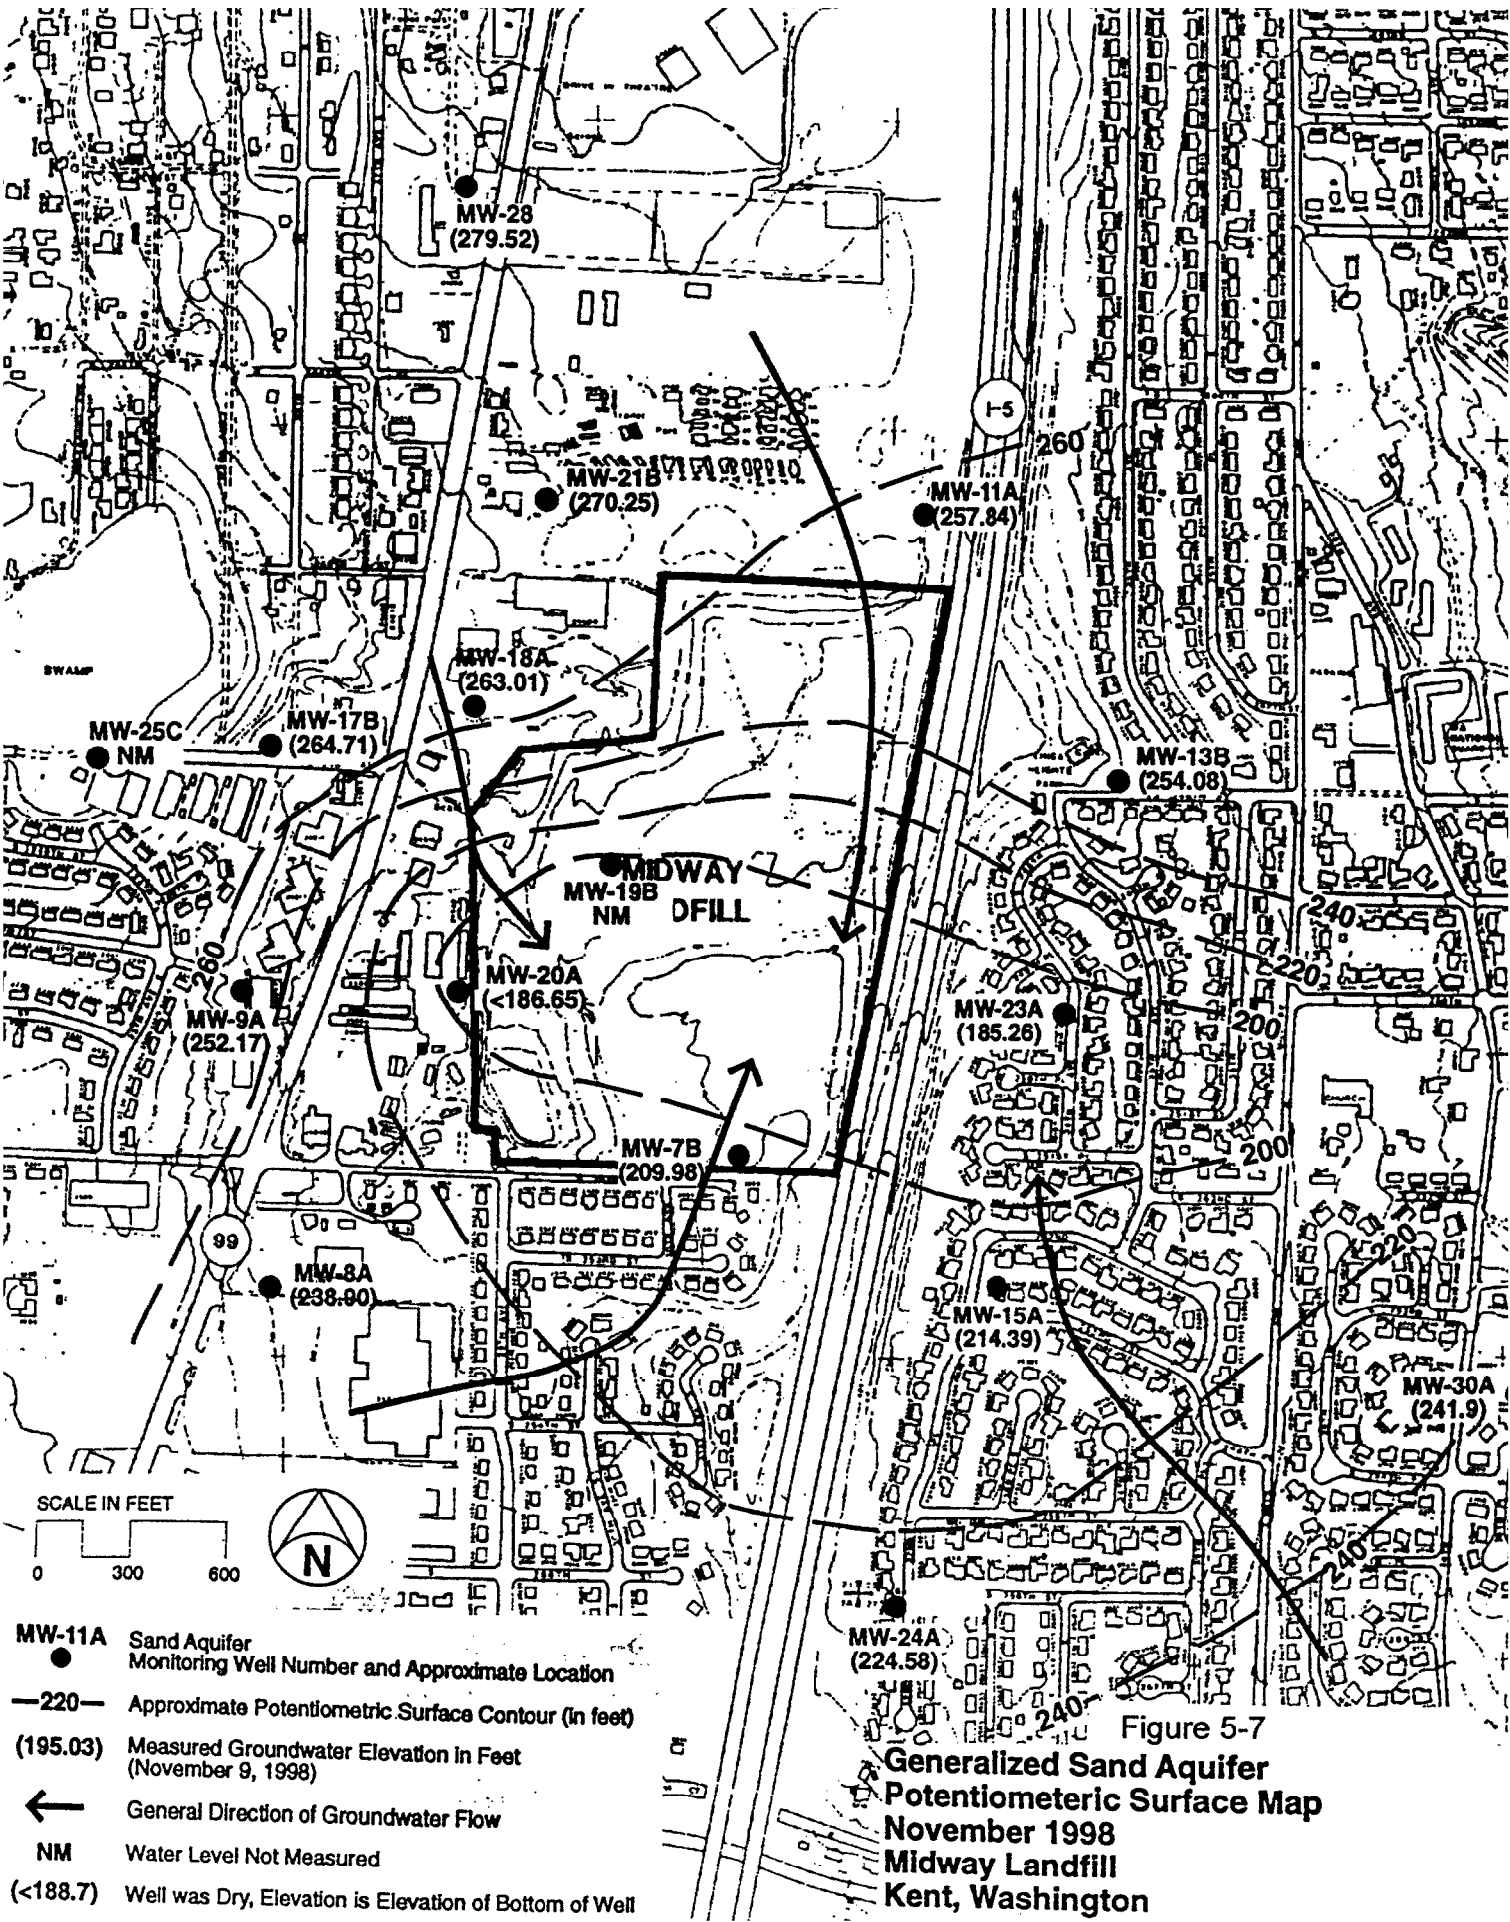 DRIVE IN THEATRE
MW-28
(279.52)
I-5
260
MW-21B
(270.25)
MW-11A
(257.84)
SWAMP
MW-18A
(263.01)
MW-25C
NM
MW-17B
(264.71)
MW-13B
(254.08)
MIDWAY
MW-19B
NM
DFILL
240
220
260
MW-20A
(<186.65)
MW-9A
(252.17)
MW-23A
(185.26)
200
CHURCH
MW-7B
(209.98)
200
220
99
MW-8A
(238.90)
MW-15A
(214.39)
MW-30A
(241.9)
SCALE IN FEET
0 300 600
N
240
MW-24A
(224.58)
240
MW-11A
Sand Aquifer
Monitoring Well Number and Approximate Location
—220— Approximate Potentiometric Surface Contour (in feet)
(195.03) Measured Groundwater Elevation in Feet
(November 9, 1998)
General Direction of Groundwater Flow
NM Water Level Not Measured
(<188.7) Well was Dry, Elevation is Elevation of Bottom of Well
Figure 5-7
Generalized Sand Aquifer
Potentiometeric Surface Map
November 1998
Midway Landfill
Kent, Washington